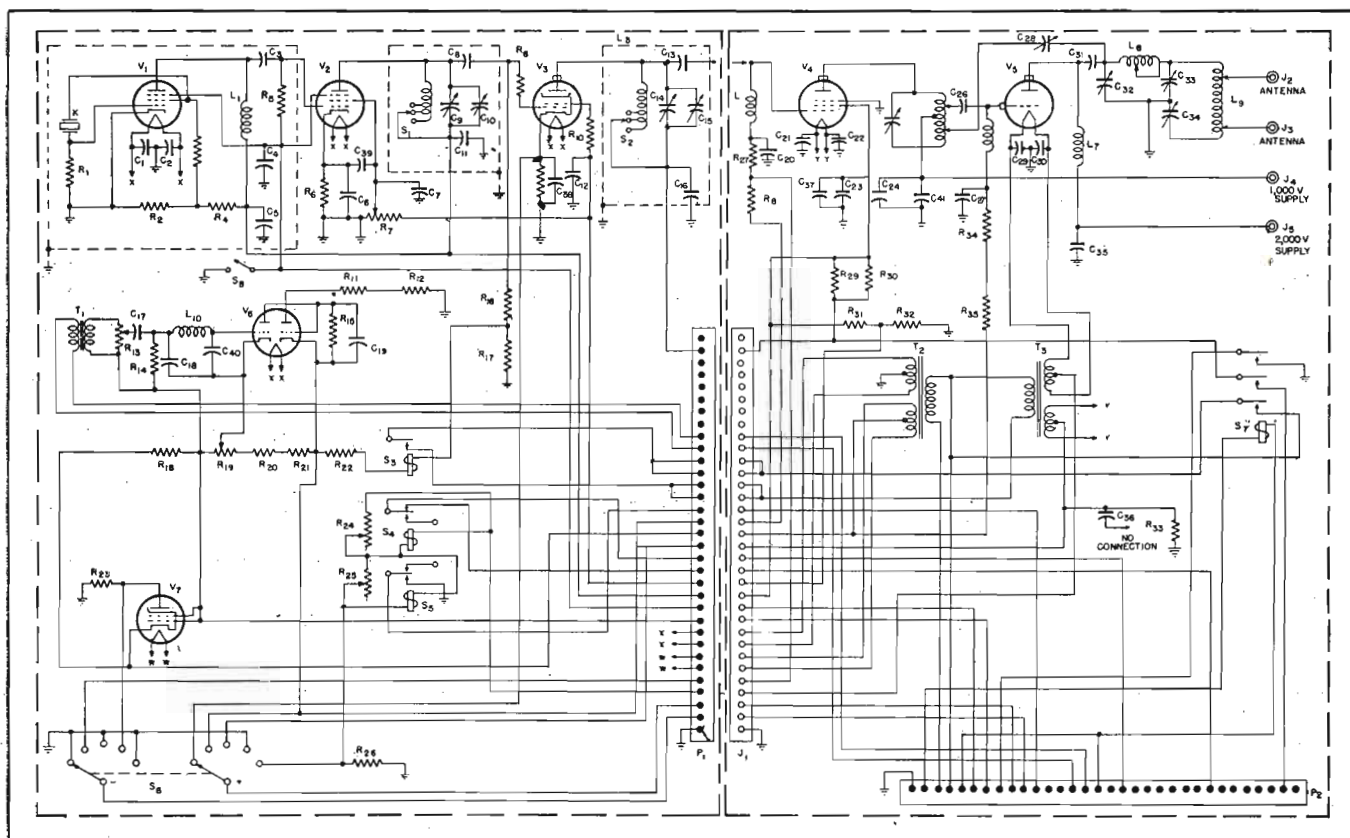 V1
C3
V2
C8
R8
V3
L3
C13
V4
C28
V5
C31
L8
X
L1
R5
C9
C10
C14
C15
L
C26
C32
C33
L9
J2
ANTENNA
C34
J3
ANTENNA
R1
C1
C2
C4
C39
S1
C11
R10
S2
R27
C20
C21
C22
C29
C30
L7
X
X
X
X
R6
C6
C7
C38
C12
C16
R8
C37
C23
C24
C41
C27
R34
J4
1,000 V
SUPPLY
R2
R4
C5
R7
J5
2,000 V
SUPPLY
C35
S8
R11
R12
R29
R30
T1
C17
L10
V6
R15
C19
R16
R31
R32
R35
R13
R14
C18
C40
X X
R17
T2
T3
Y
Y
S7
R18
R19
R20
R21
R22
S3
R24
S4
C36
R33
NO
CONNECTION
R25
S5
R23
V7
W W
X
X
W
W
R26
S6
-
+
P1
J1
P2